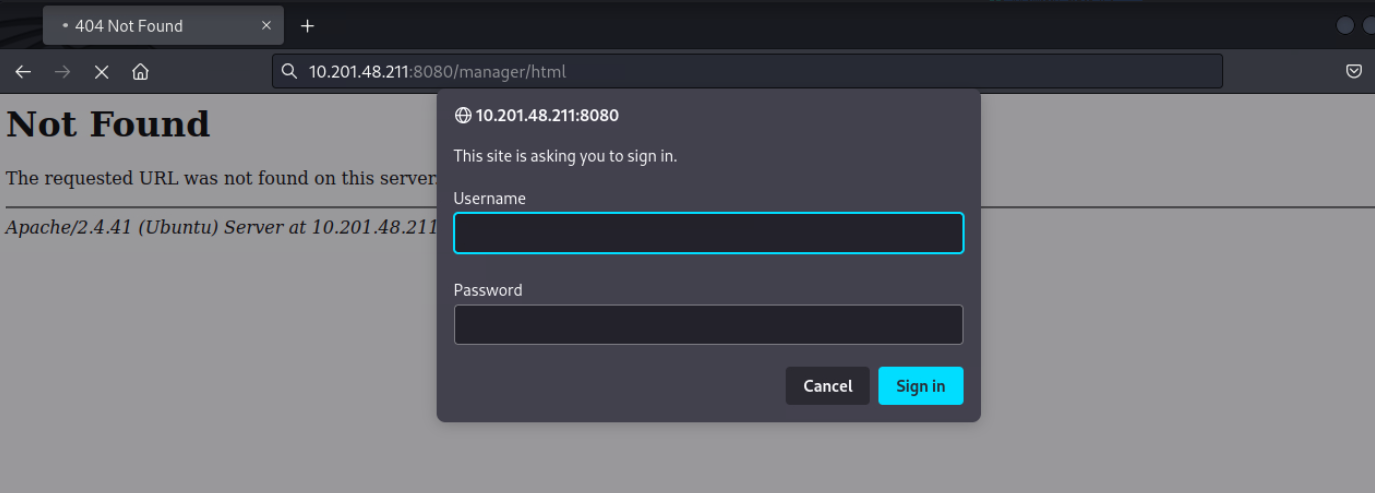 404 Not Found
10.201.48.211:8080/manager/html
Not Found
The requested URL was not found on this server.
Apache/2.4.41 (Ubuntu) Server at 10.201.48.211
10.201.48.211:8080
This site is asking you to sign in.
Username
Password
Cancel
Sign in